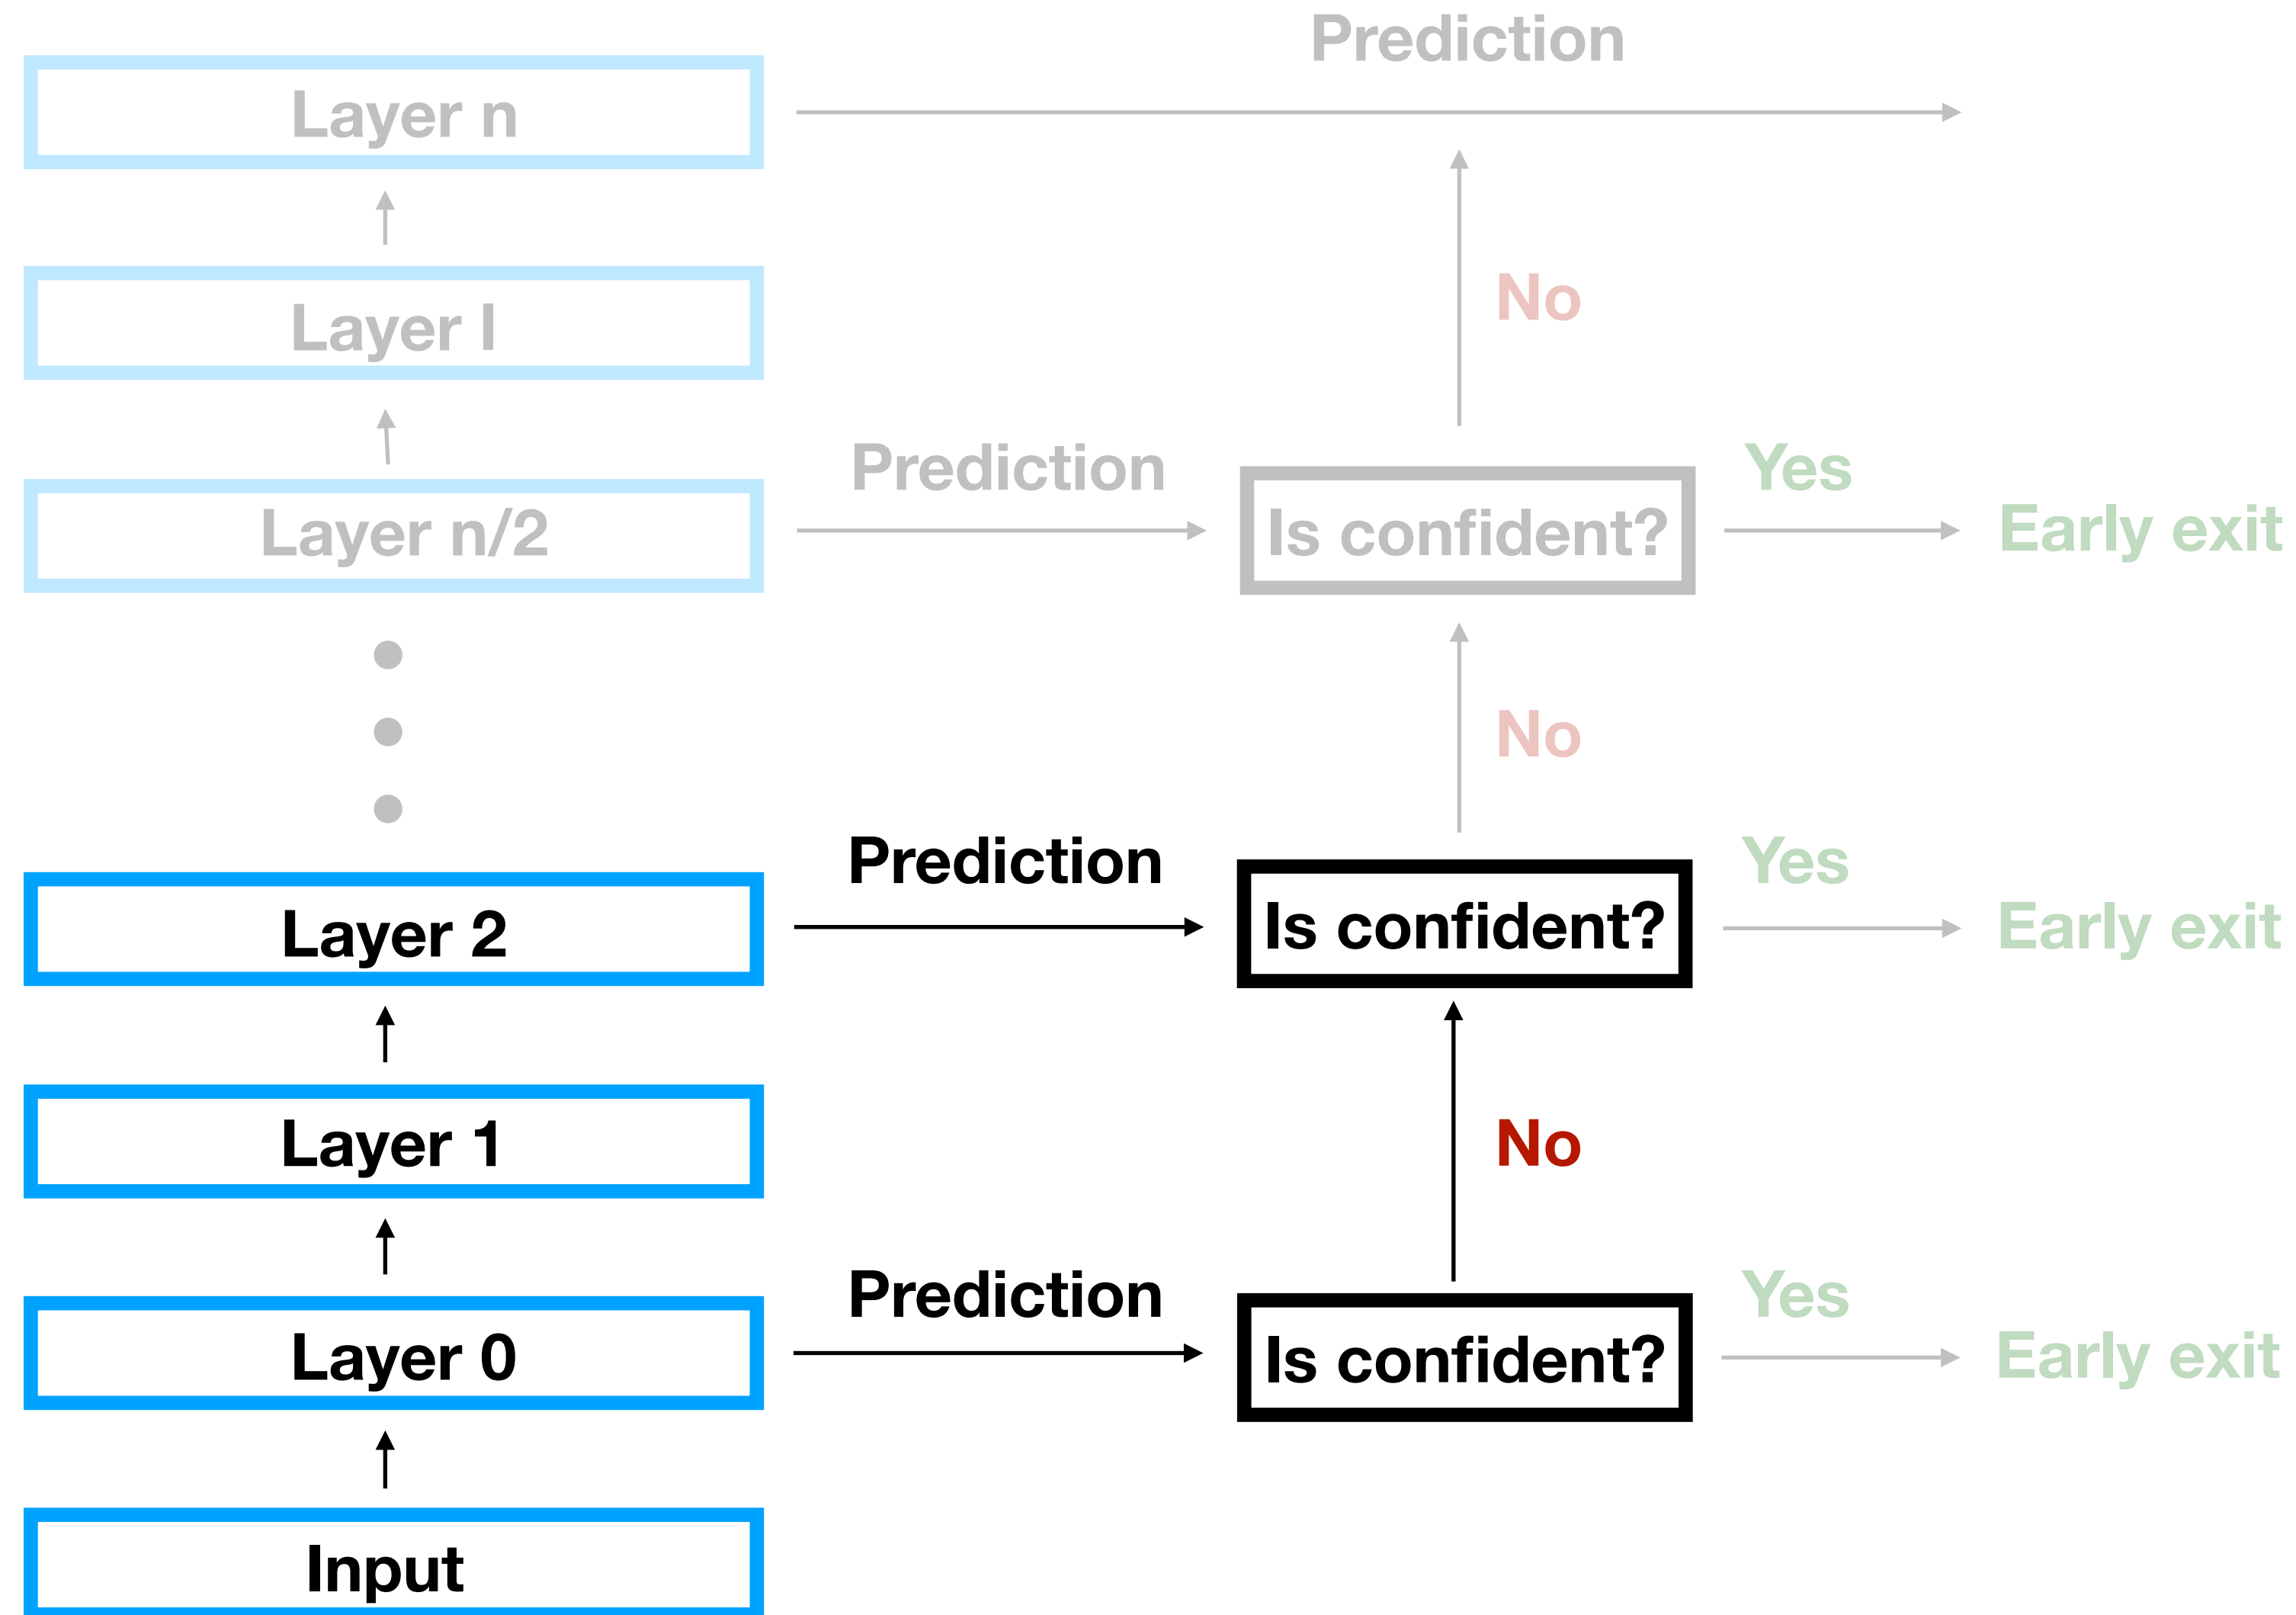 Prediction
Layer n
No
Layer l
Prediction
Yes
Layer n/2
Is confident?
Early exit
No
Prediction
Yes
Layer 2
Is confident?
Early exit
No
Layer 1
Prediction
Yes
Layer 0
Is confident?
Early exit
Input